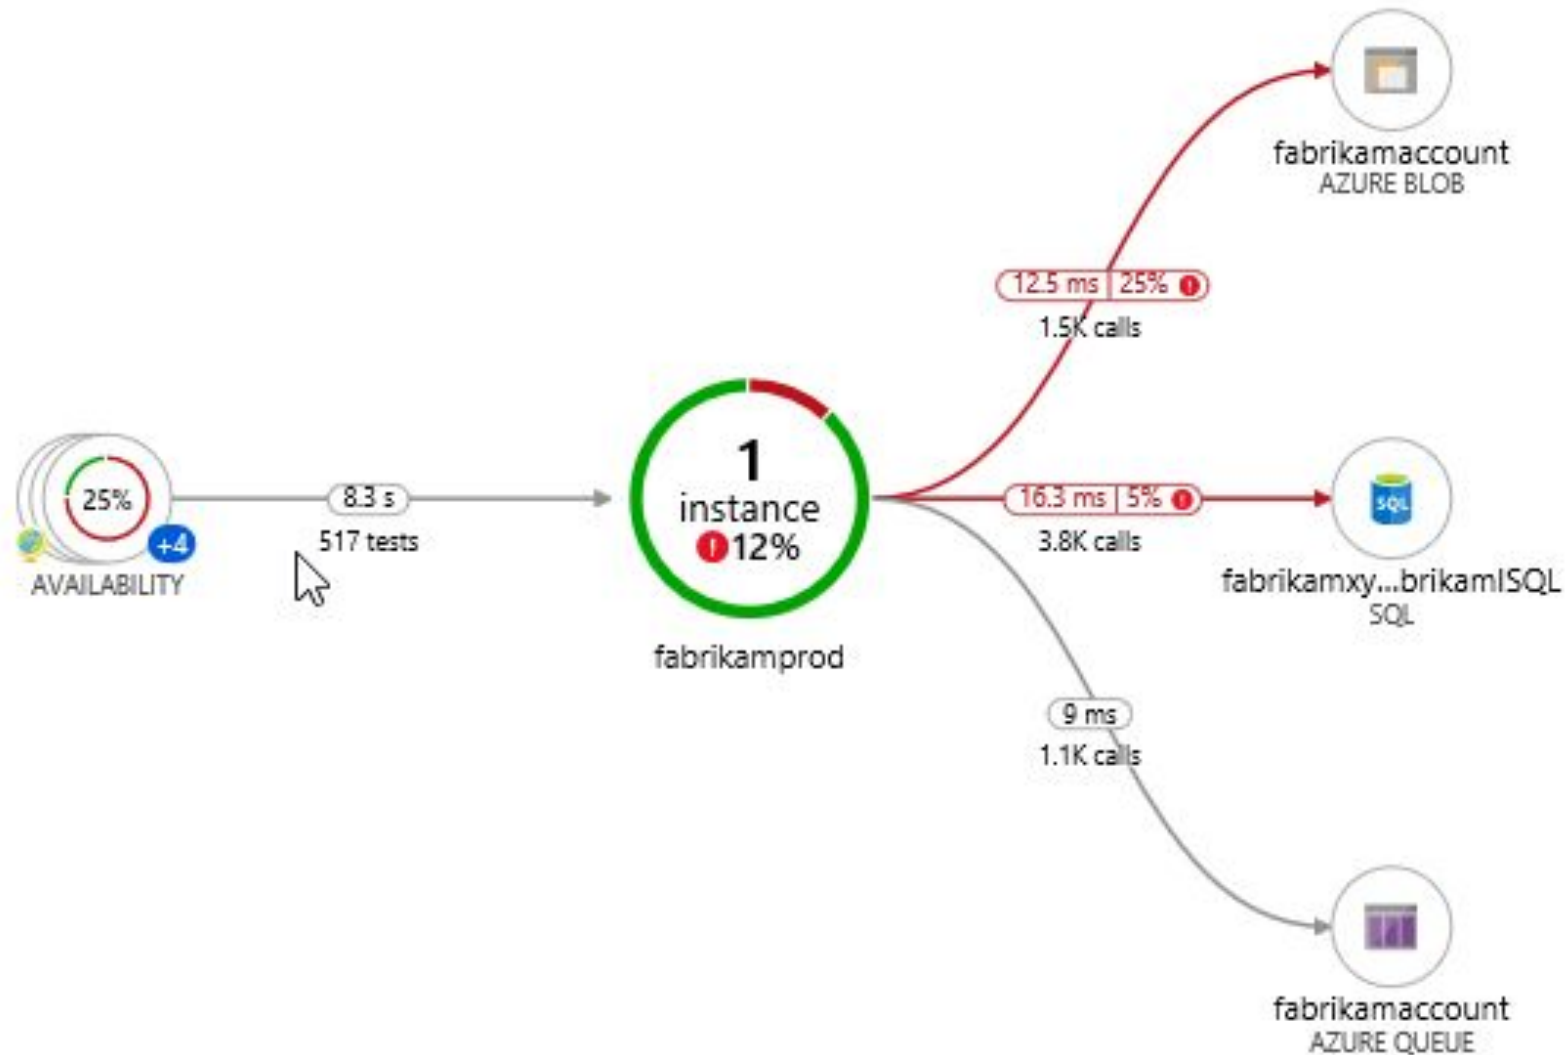 fabrikamaccount
AZURE BLOB
12.5 ms | 25% !
1.5K calls
25%
+4
AVAILABILITY
8.3 s
517 tests
1
instance
! 12%
fabrikamprod
16.3 ms | 5% !
3.8K calls
SQL
fabrikamxy...brikamlSQL
SQL
9 ms
1.1K calls
fabrikamaccount
AZURE QUEUE